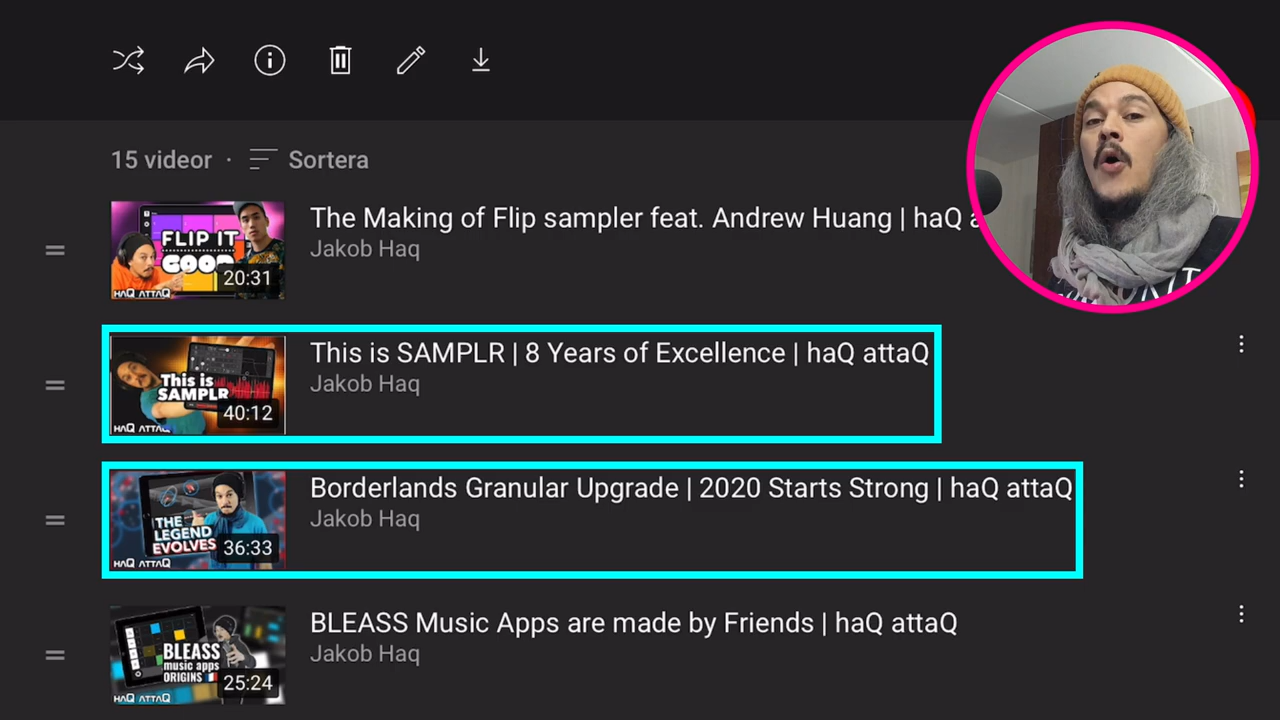 15 videor · Sortera
FLIP IT
GOOD
20:31
HAQ ATTAQ
The Making of Flip sampler feat. Andrew Huang | haQ a
Jakob Haq
This is
SAMPLR
40:12
HAQ ATTAQ
This is SAMPLR | 8 Years of Excellence | haQ attaQ
Jakob Haq
THE
LEGEND
EVOLVES
36:33
HAQ ATTAQ
Borderlands Granular Upgrade | 2020 Starts Strong | haQ attaQ
Jakob Haq
BLEASS
music apps
ORIGINS
25:24
HAQ ATTAQ
BLEASS Music Apps are made by Friends | haQ attaQ
Jakob Haq